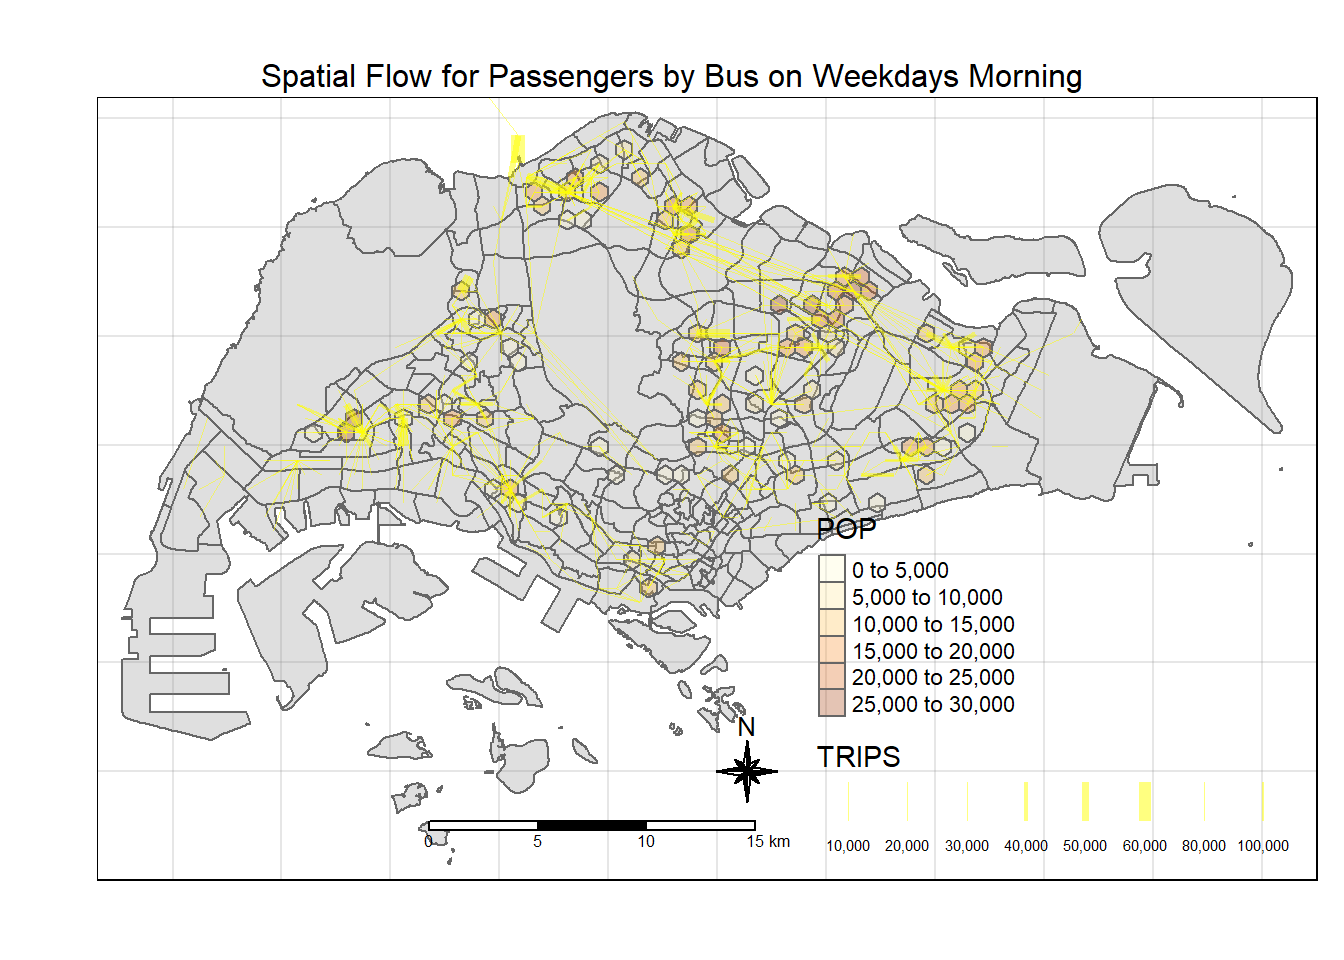 Spatial Flow for Passengers by Bus on Weekdays Morning
POP
0 to 5,000
5,000 to 10,000
10,000 to 15,000
15,000 to 20,000
20,000 to 25,000
25,000 to 30,000
N
TRIPS
0 5 10 15 km
10,000 20,000 30,000 40,000 50,000 60,000 80,000 100,000